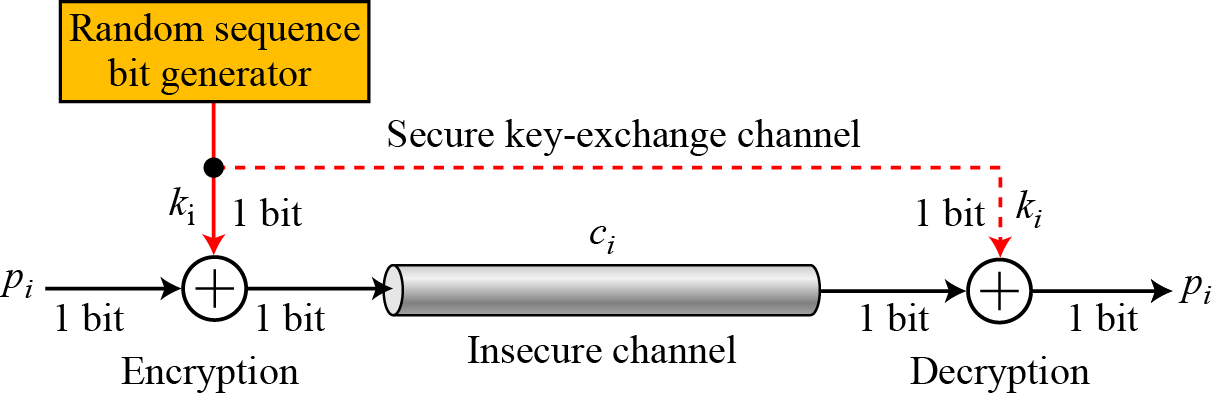 Random sequence
bit generator
Secure key-exchange channel
ki 1 bit
1 bit ki
ci
pi
1 bit
1 bit
1 bit
1 bit
pi
Insecure channel
Encryption
Decryption